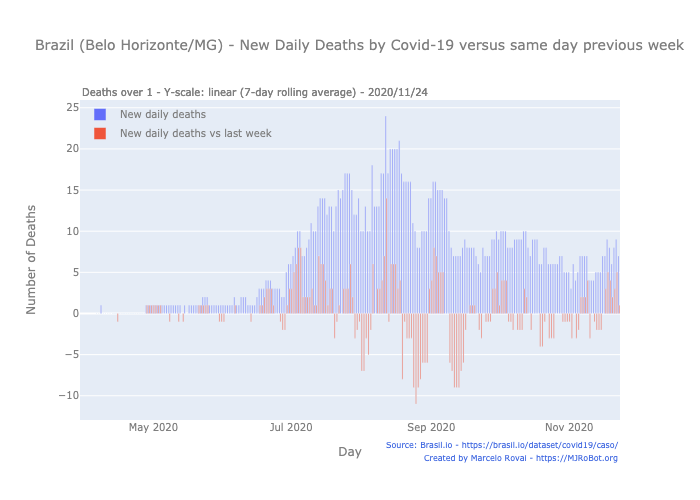 Brazil (Belo Horizonte/MG) - New Daily Deaths by Covid-19 versus same day previous week
Deaths over 1 - Y-scale: linear (7-day rolling average) - 2020/11/24
New daily deaths
New daily deaths vs last week
25
20
15
10
5
0
−5
−10
Number of Deaths
May 2020
Jul 2020
Sep 2020
Nov 2020
Day
Source: Brasil.io - https://brasil.io/dataset/covid19/caso/
Created by Marcelo Rovai - https://MJRoBot.org